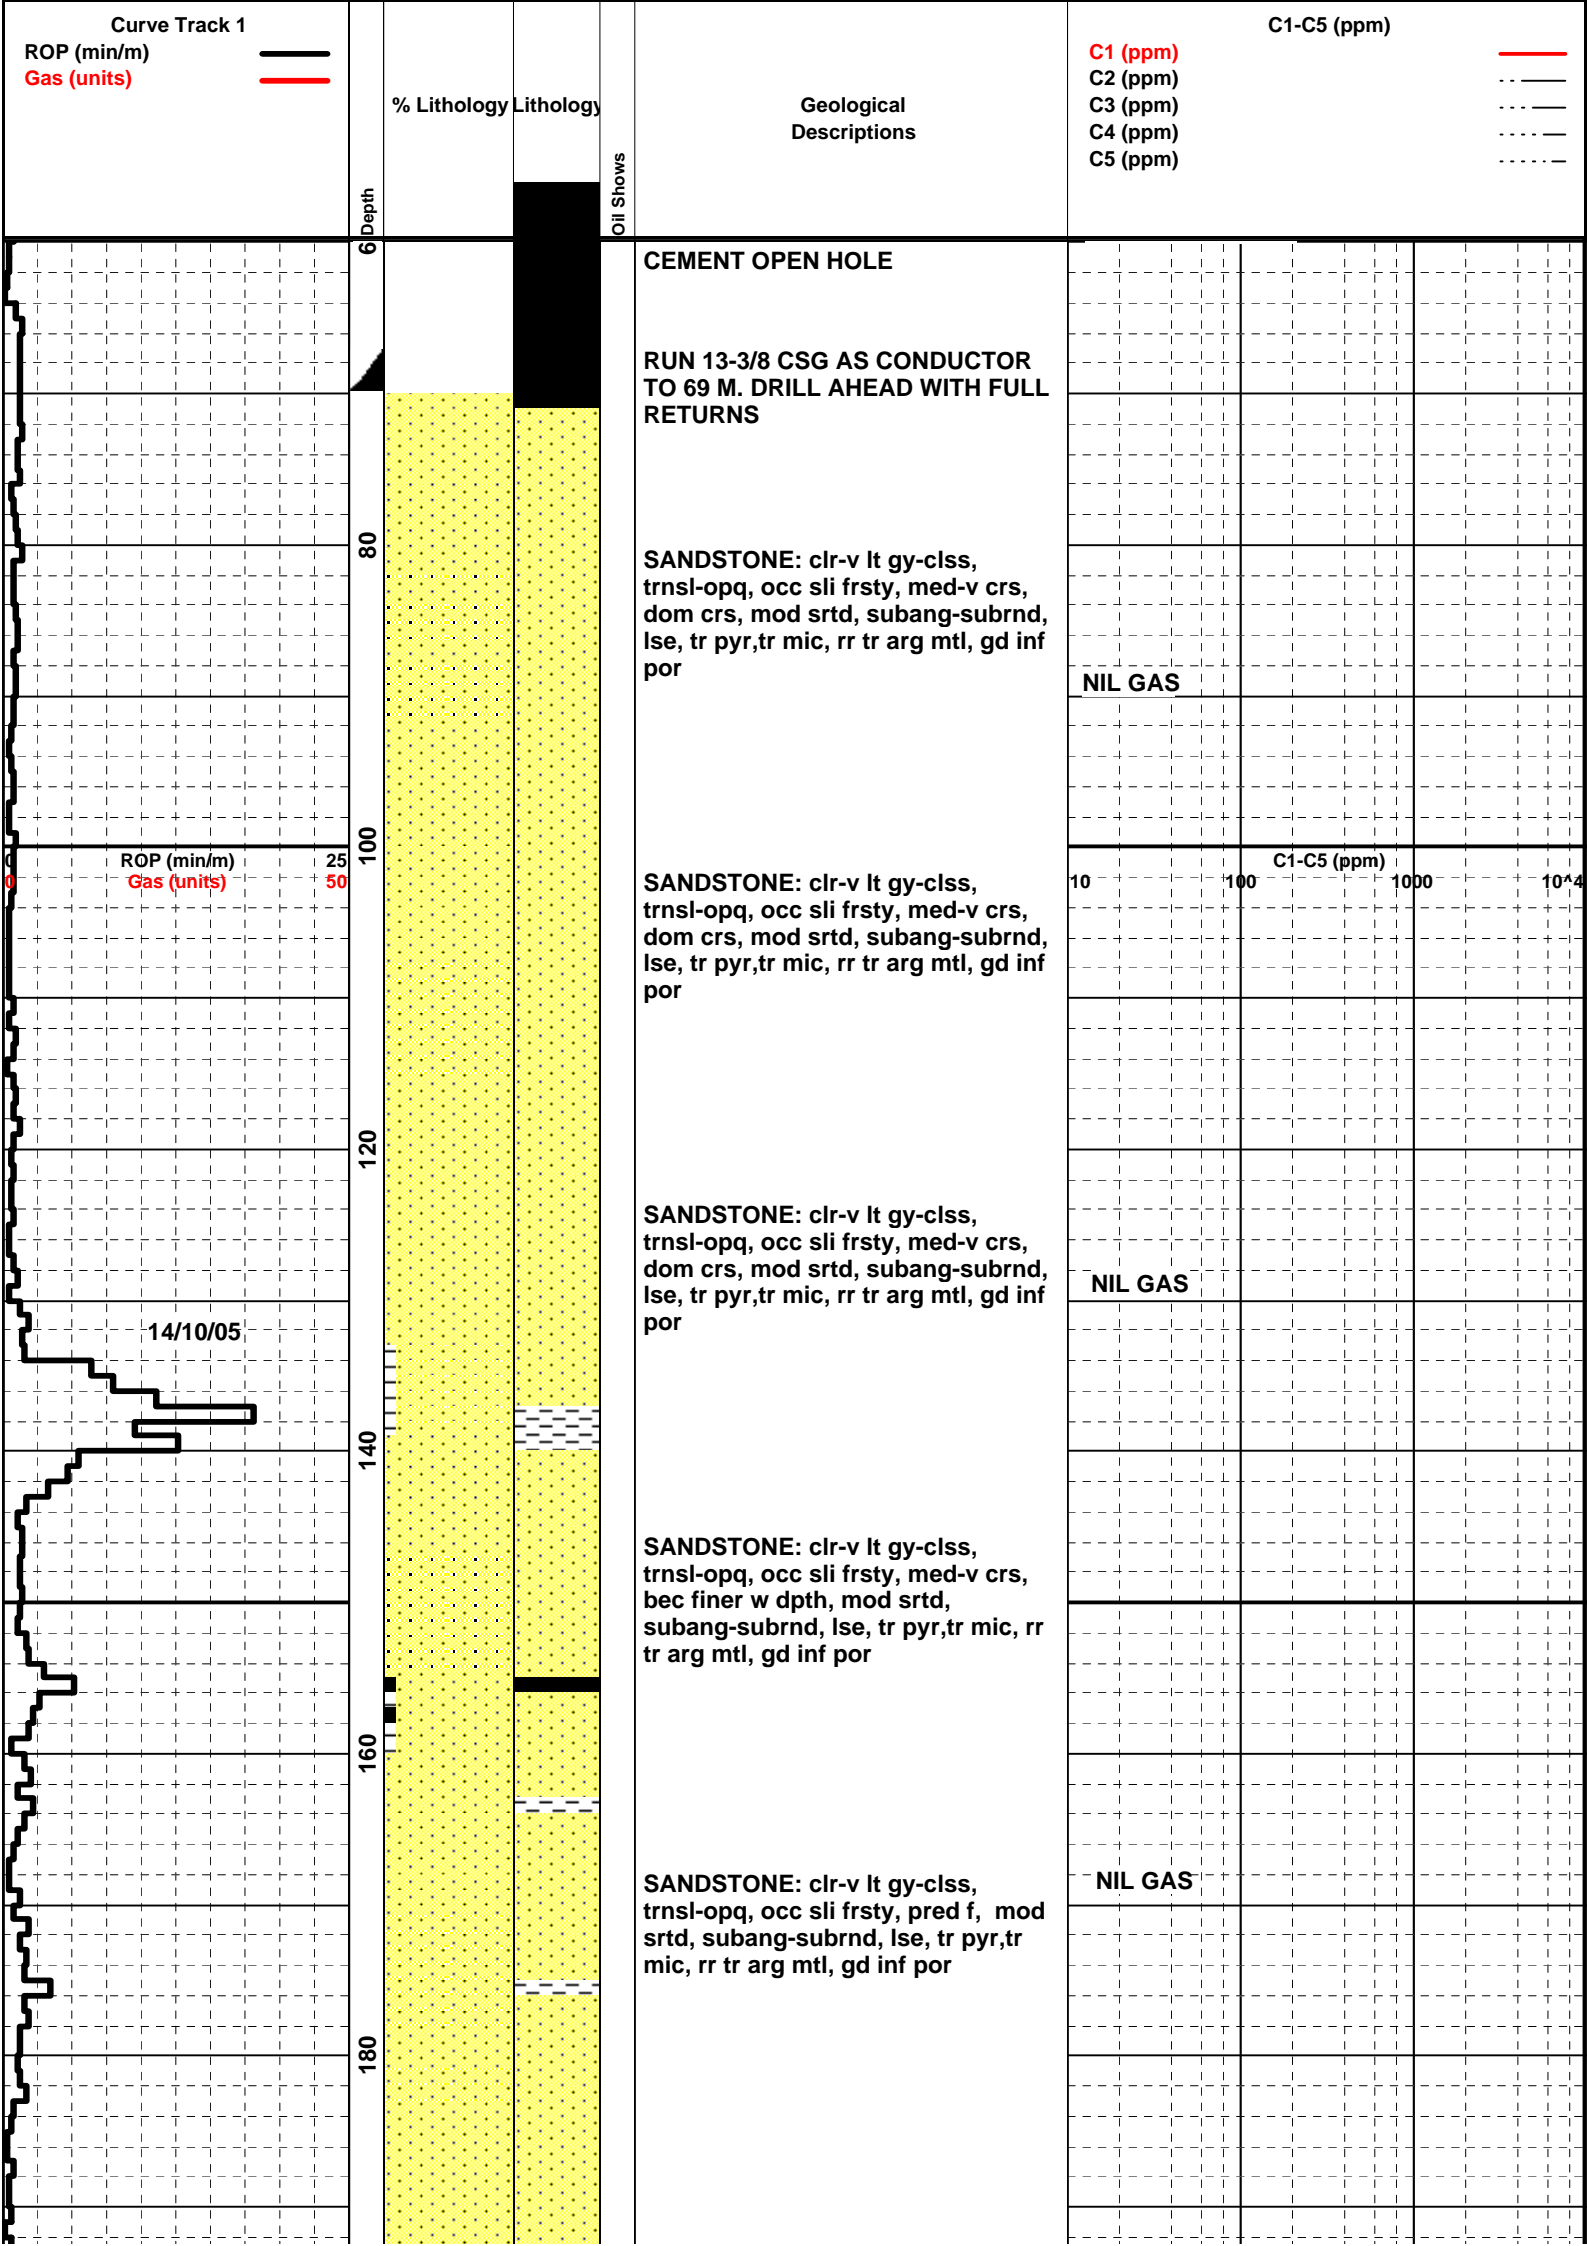 Curve Track 1
ROP (min/m)
Gas (units)
Depth
% Lithology
Lithology
Oil Shows
Geological
Descriptions
C1-C5 (ppm)
C1 (ppm)
C2 (ppm)
C3 (ppm)
C4 (ppm)
C5 (ppm)
6
CEMENT OPEN HOLE
RUN 13-3/8 CSG AS CONDUCTOR
TO 69 M. DRILL AHEAD WITH FULL
RETURNS
80
SANDSTONE: clr-v lt gy-clss,
trnsl-opq, occ sli frsty, med-v crs,
dom crs, mod srtd, subang-subrnd,
lse, tr pyr,tr mic, rr tr arg mtl, gd inf
por
NIL GAS
100
0 ROP (min/m) 25
0 Gas (units) 50
C1-C5 (ppm)
10 100 1000 10^4
SANDSTONE: clr-v lt gy-clss,
trnsl-opq, occ sli frsty, med-v crs,
dom crs, mod srtd, subang-subrnd,
lse, tr pyr,tr mic, rr tr arg mtl, gd inf
por
120
SANDSTONE: clr-v lt gy-clss,
trnsl-opq, occ sli frsty, med-v crs,
dom crs, mod srtd, subang-subrnd,
lse, tr pyr,tr mic, rr tr arg mtl, gd inf
por
NIL GAS
14/10/05
140
SANDSTONE: clr-v lt gy-clss,
trnsl-opq, occ sli frsty, med-v crs,
bec finer w dpth, mod srtd,
subang-subrnd, lse, tr pyr,tr mic, rr
tr arg mtl, gd inf por
160
SANDSTONE: clr-v lt gy-clss,
trnsl-opq, occ sli frsty, pred f, mod
srtd, subang-subrnd, lse, tr pyr,tr
mic, rr tr arg mtl, gd inf por
NIL GAS
180